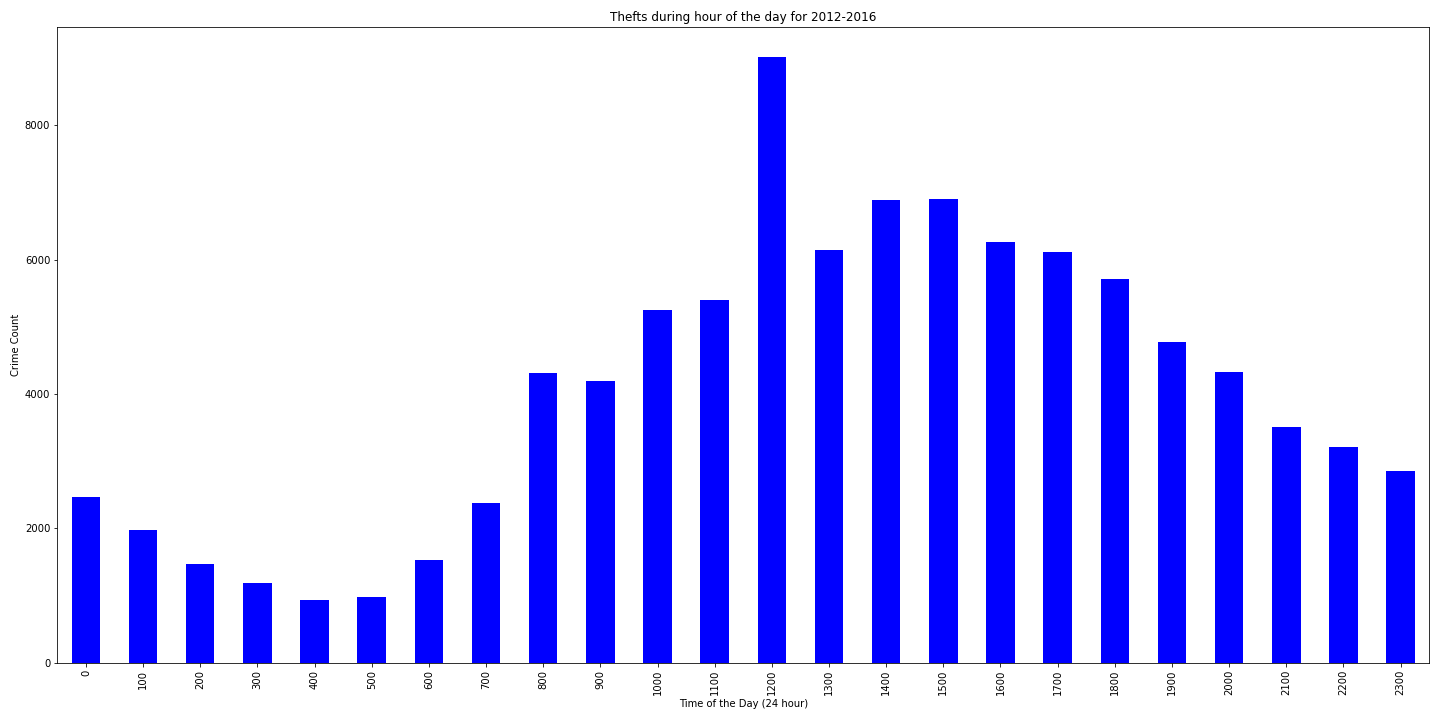 Thefts during hour of the day for 2012-2016
Crime Count
8000
6000
4000
2000
0
0 100 200 300 400 500 600 700 800 900 1000 1100 1200 1300 1400 1500 1600 1700 1800 1900 2000 2100 2200 2300
Time of the Day (24 hour)